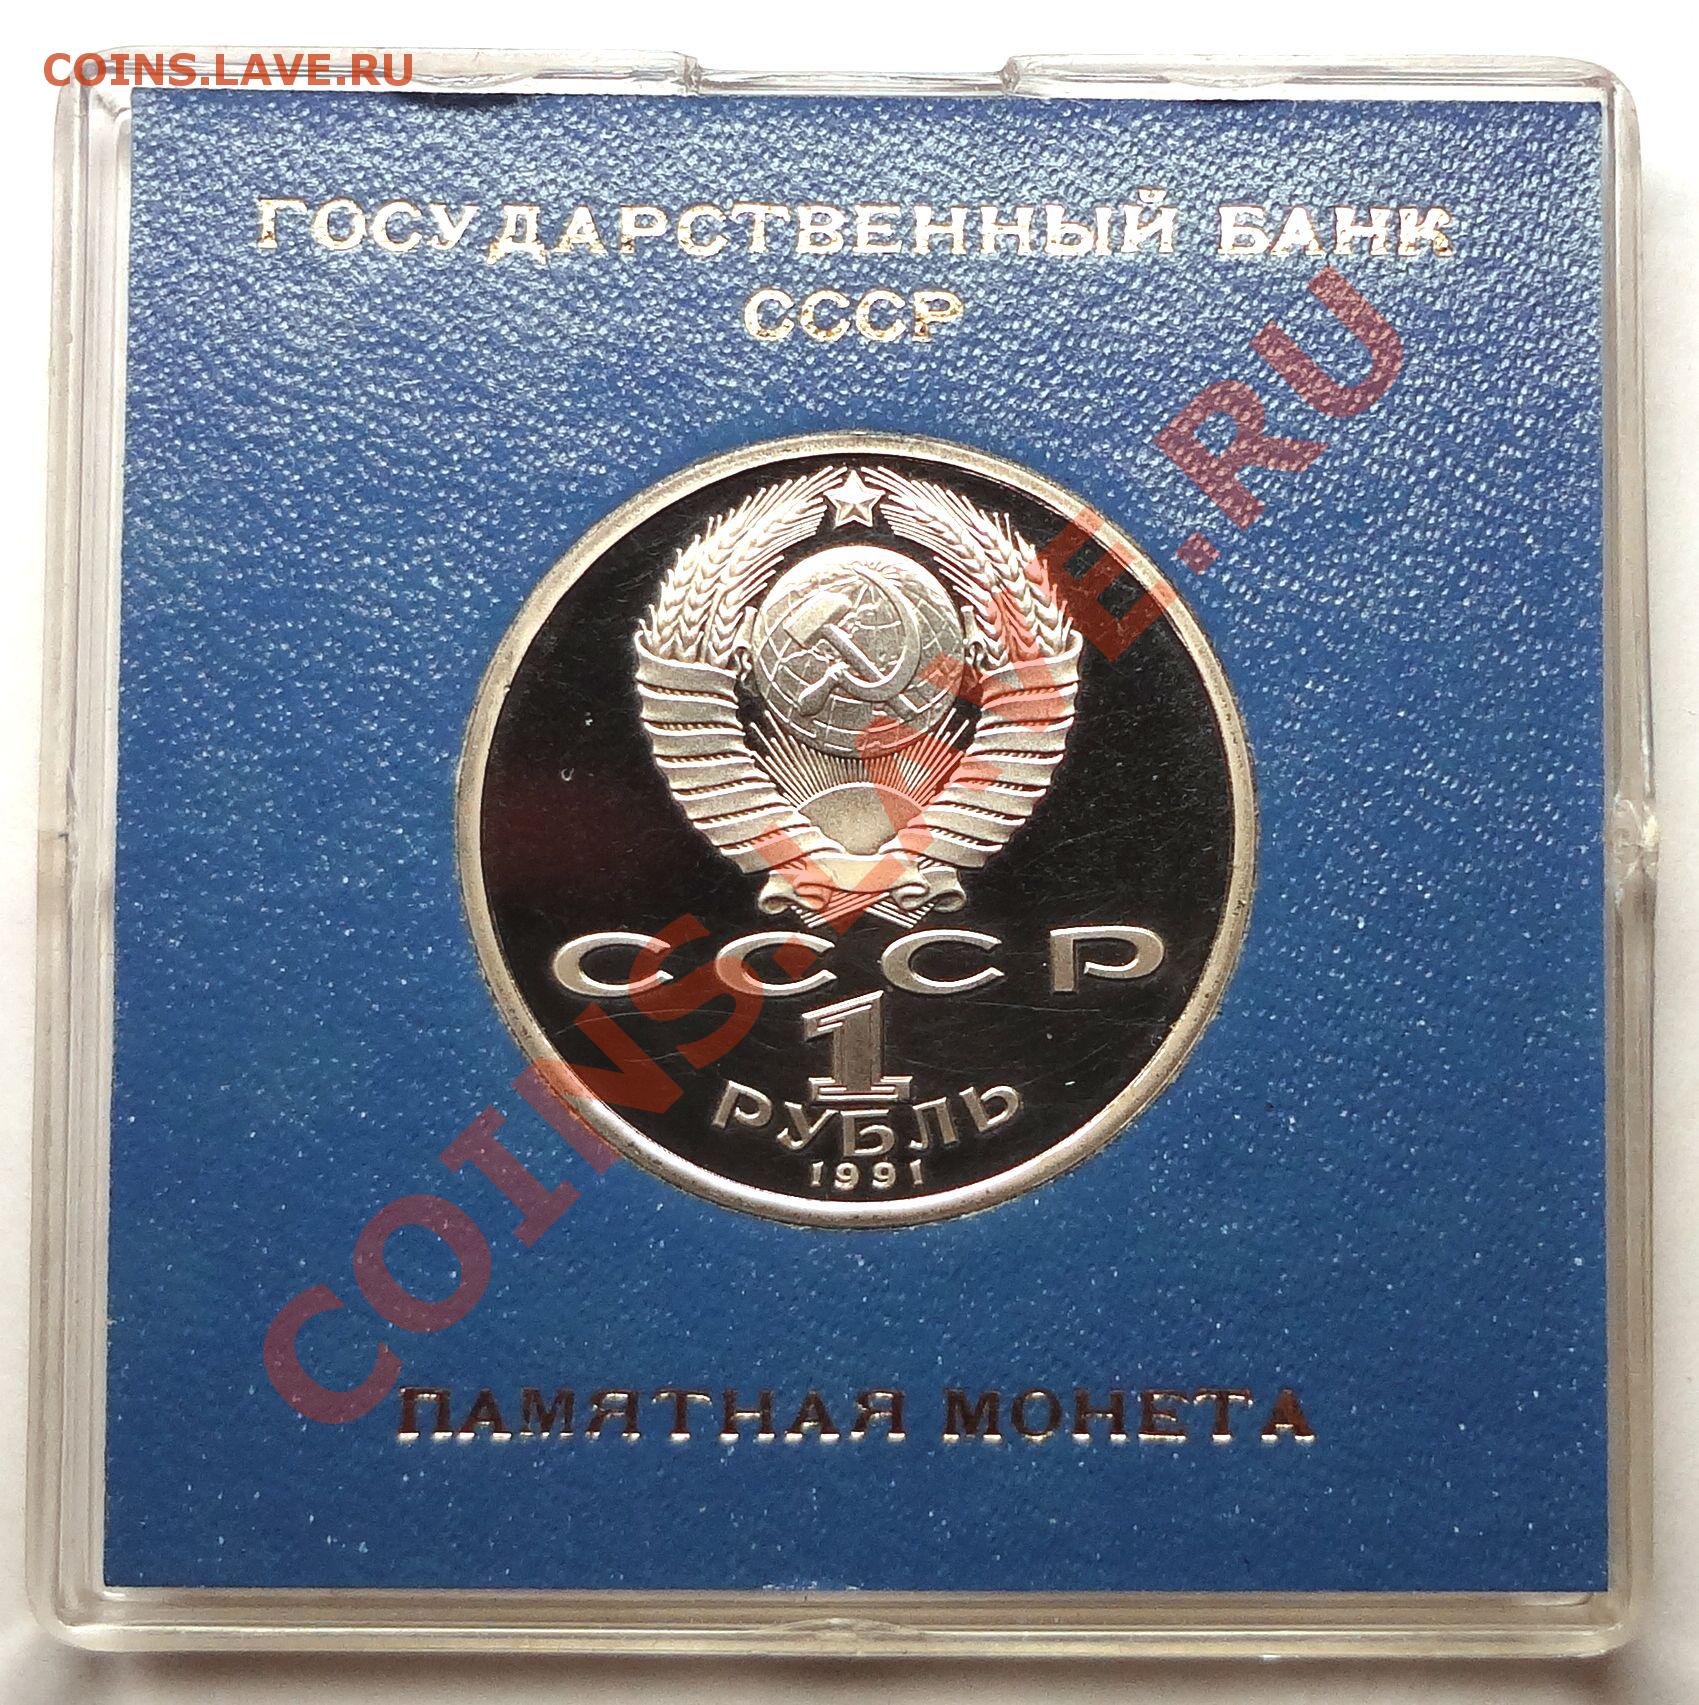 COINS.LAVE.RU
ГОСУДАРСТВЕННЫЙ БАНК
СССР
COINS.LAVE.RU
СССР
1
РУБЛЬ
1991
ПАМЯТНАЯ МОНЕТА